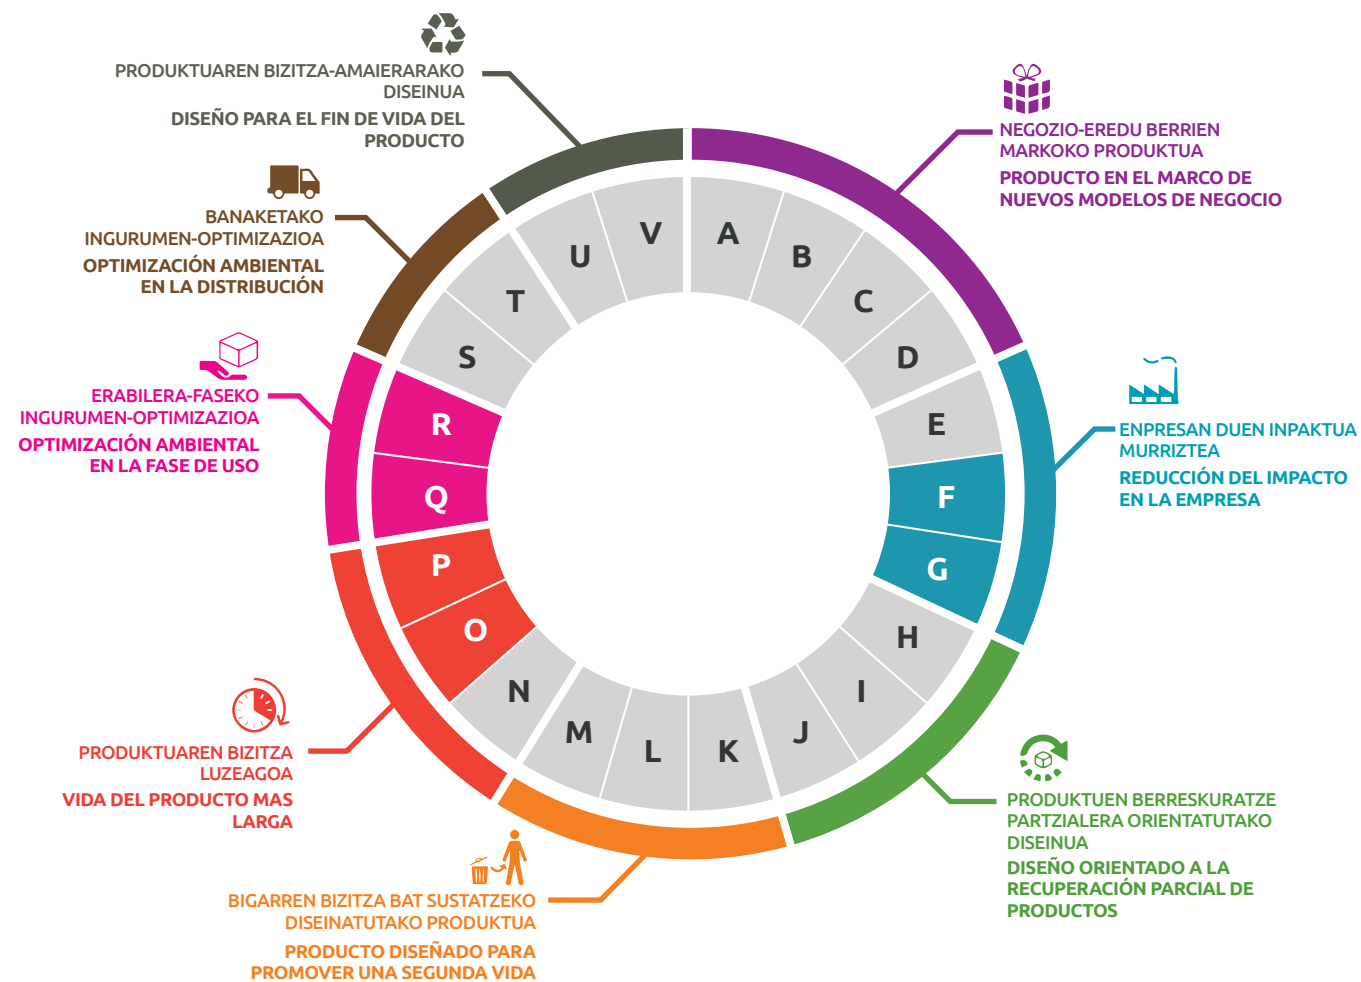 PRODUKTUAREN BIZITZA-AMAIERARAKO
DISEINUA
DISEÑO PARA EL FIN DE VIDA DEL
PRODUCTO
NEGOZIO-EREDU BERRIEN
MARKOKO PRODUKTUA
PRODUCTO EN EL MARCO DE
NUEVOS MODELOS DE NEGOCIO
BANAKETAKO
INGURUMEN-OPTIMIZAZIOA
OPTIMIZACIÓN AMBIENTAL
EN LA DISTRIBUCIÓN
ERABILERA-FASEKO
INGURUMEN-OPTIMIZAZIOA
OPTIMIZACIÓN AMBIENTAL
EN LA FASE DE USO
ENPRESAN DUEN INPAKTUA
MURRIZTEA
REDUCCIÓN DEL IMPACTO
EN LA EMPRESA
PRODUKTUAREN BIZITZA
LUZEAGOA
VIDA DEL PRODUCTO MAS
LARGA
PRODUKTUEN BERRESKURATZE
PARTZIALERA ORIENTATUTAKO
DISEINUA
DISEÑO ORIENTADO A LA
RECUPERACIÓN PARCIAL DE
PRODUCTOS
BIGARREN BIZITZA BAT SUSTATZEKO
DISEINATUTAKO PRODUKTUA
PRODUCTO DISEÑADO PARA
PROMOVER UNA SEGUNDA VIDA
A
B
C
D
E
F
G
H
I
J
K
L
M
N
O
P
Q
R
S
T
U
V